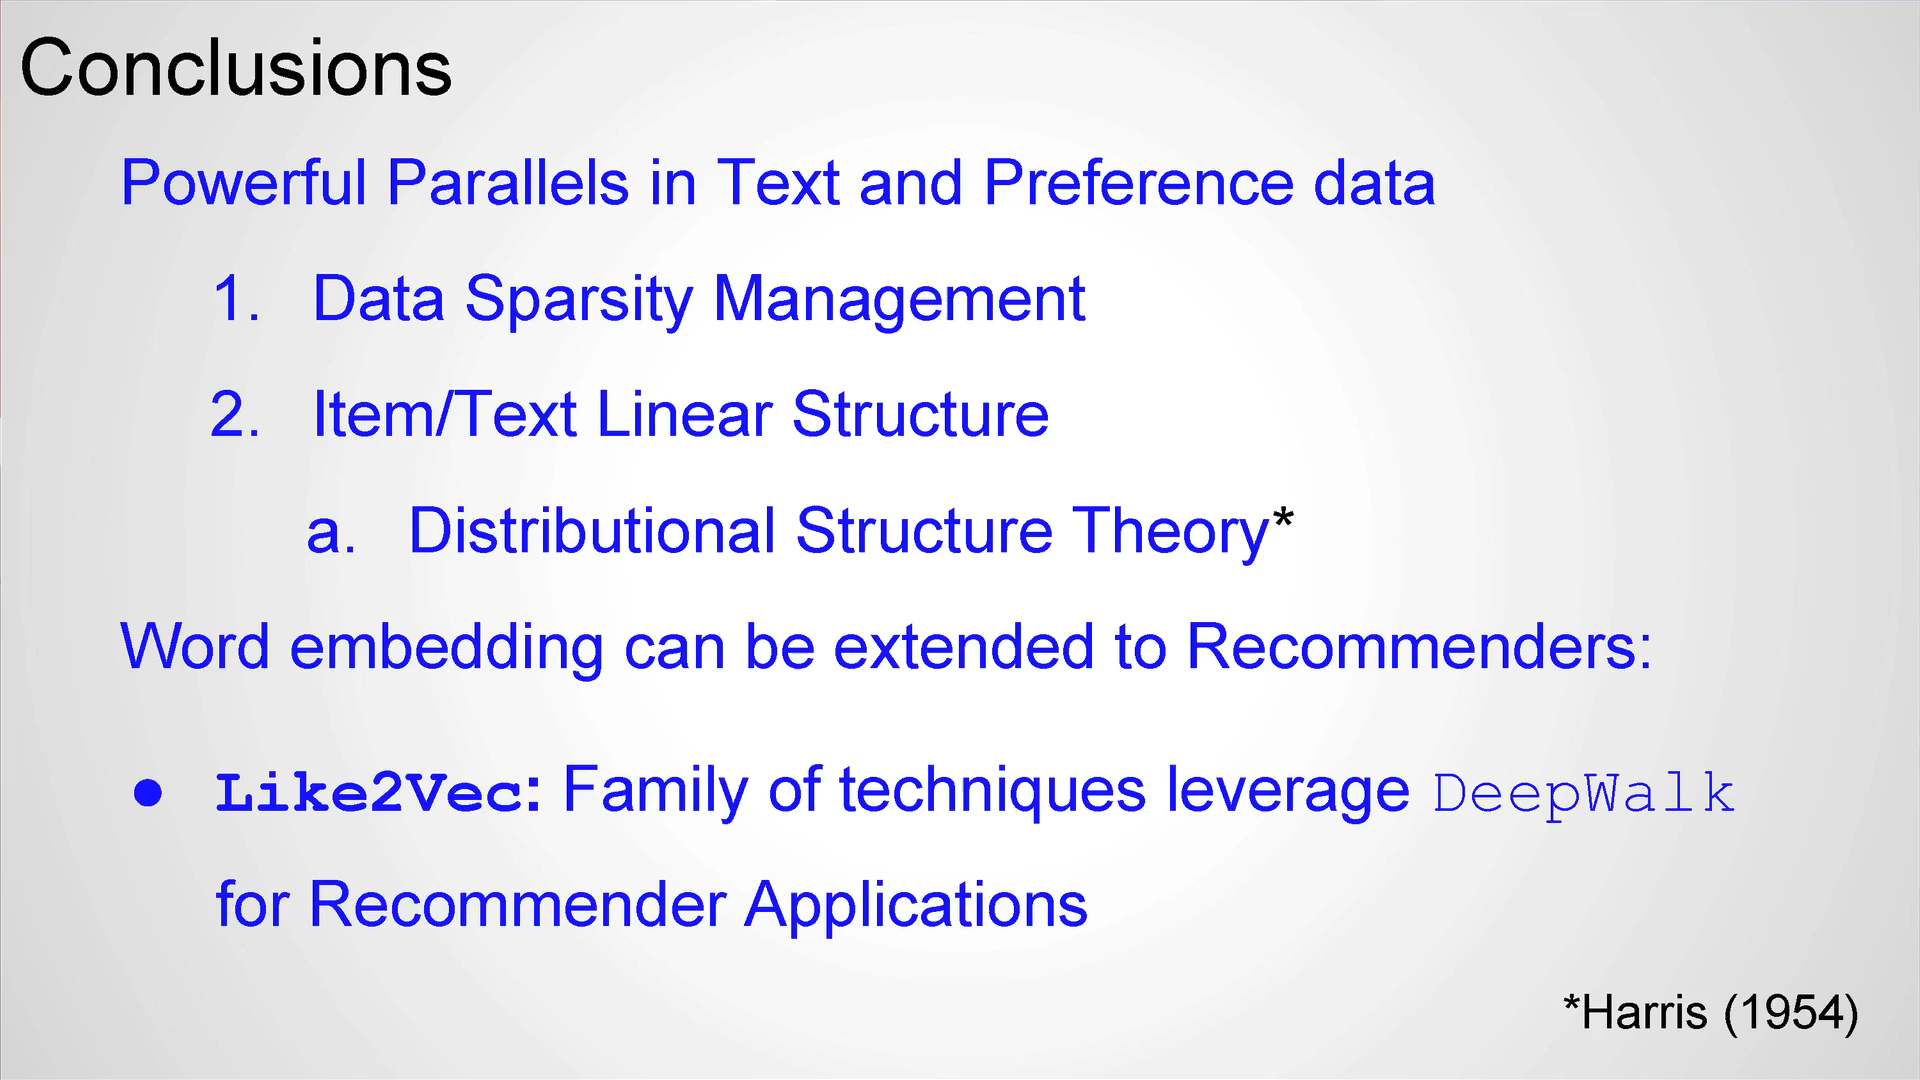 Conclusions
Powerful Parallels in Text and Preference data
1. Data Sparsity Management
2. Item/Text Linear Structure
a. Distributional Structure Theory*
Word embedding can be extended to Recommenders:
● Like2Vec: Family of techniques leverage DeepWalk
for Recommender Applications
*Harris (1954)